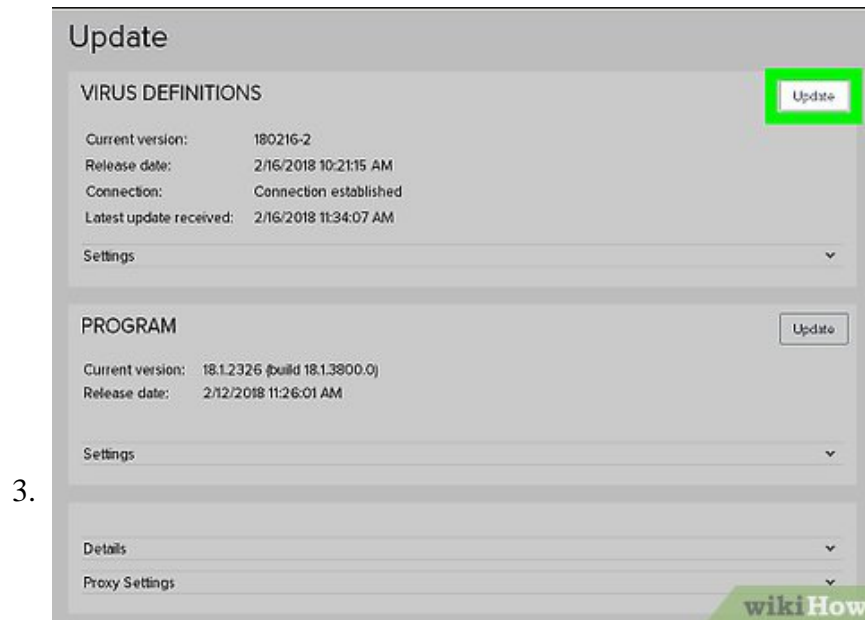 Update
VIRUS DEFINITIONS
Update
Current version: 180216-2
Release date: 2/16/2018 10:21:15 AM
Connection: Connection established
Latest update received: 2/16/2018 11:34:07 AM
Settings
PROGRAM
Update
Current version: 18.1.2326 (build 18.1.3800.0)
Release date: 2/12/2018 11:26:01 AM
Settings
3.
Details
Proxy Settings
wikiHow